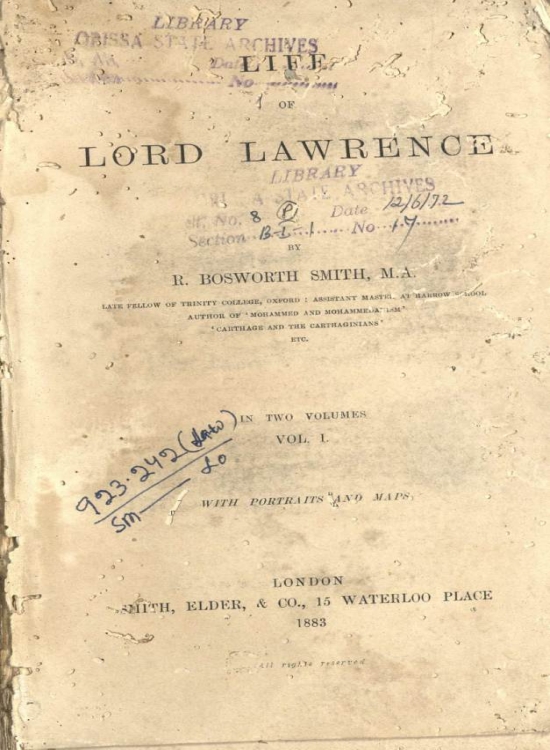 LIBRARY
ORISSA STATE ARCHIVES
Date
No
LIFE
OF
LORD LAWRENCE
LIBRARY
STATE ARCHIVES
No. 8 Date 12/6/72
Section B-L-1 No 17
BY
R. BOSWORTH SMITH, M.A.
LATE FELLOW OF TRINITY COLLEGE, OXFORD : ASSISTANT MASTER AT HARROW SCHOOL
AUTHOR OF 'MOHAMMED AND MOHAMMEDANISM'
'CARTHAGE AND THE CARTHAGINIANS'
ETC.
IN TWO VOLUMES
VOL. I.
923.242 (Law)
SM
Lo
WITH PORTRAITS AND MAPS
LONDON
SMITH, ELDER, & CO., 15 WATERLOO PLACE
1883
All rights reserved